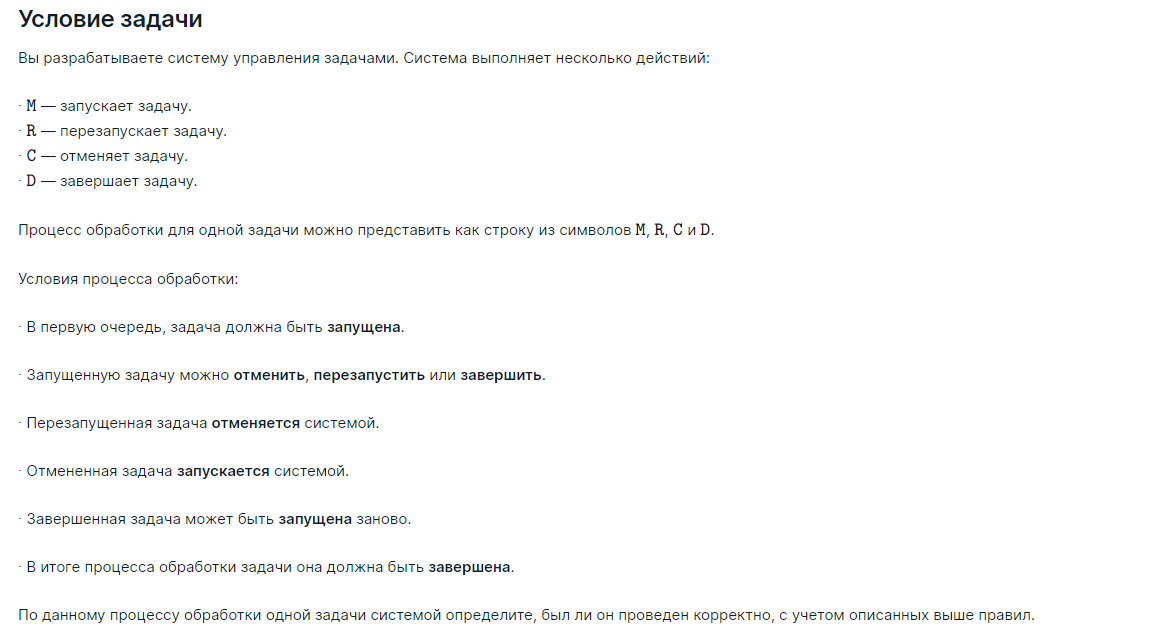 Условие задачи
Вы разрабатываете систему управления задачами. Система выполняет несколько действий:
· M — запускает задачу.
· R — перезапускает задачу.
· C — отменяет задачу.
· D — завершает задачу.
Процесс обработки для одной задачи можно представить как строку из символов M, R, C и D.
Условия процесса обработки:
· В первую очередь, задача должна быть запущена.
· Запущенную задачу можно отменить, перезапустить или завершить.
· Перезапущенная задача отменяется системой.
· Отмененная задача запускается системой.
· Завершенная задача может быть запущена заново.
· В итоге процесса обработки задачи она должна быть завершена.
По данному процессу обработки одной задачи системой определите, был ли он проведен корректно, с учетом описанных выше правил.